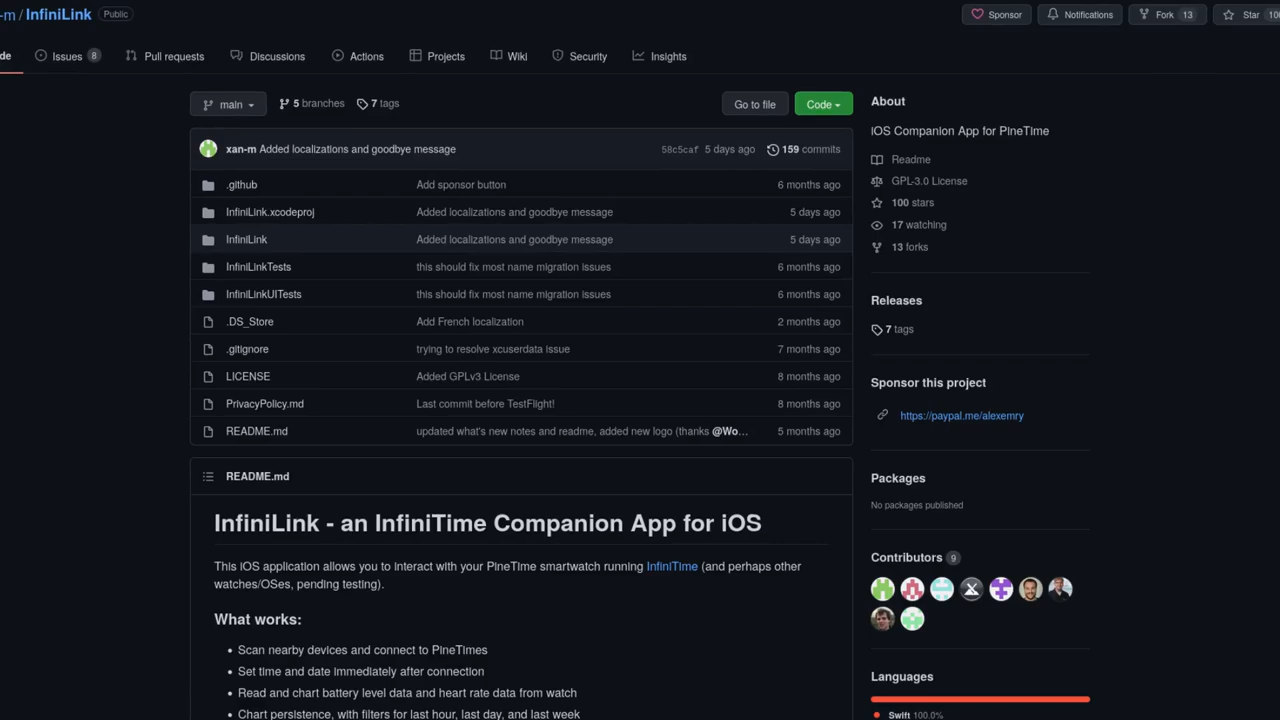 -m / InfiniLink Public Sponsor Notifications Fork 13 Star 100
de Issues 8 Pull requests Discussions Actions Projects Wiki Security Insights
main 5 branches 7 tags Go to file Code
xan-m Added localizations and goodbye message 58c5caf 5 days ago 159 commits
.github Add sponsor button 6 months ago
InfiniLink.xcodeproj Added localizations and goodbye message 5 days ago
InfiniLink Added localizations and goodbye message 5 days ago
InfiniLinkTests this should fix most name migration issues 6 months ago
InfiniLinkUITests this should fix most name migration issues 6 months ago
.DS_Store Add French localization 2 months ago
.gitignore trying to resolve xcuserdata issue 7 months ago
LICENSE Added GPLv3 License 8 months ago
PrivacyPolicy.md Last commit before TestFlight! 8 months ago
README.md updated what's new notes and readme, added new logo (thanks @Wo... 5 months ago
README.md
InfiniLink - an InfiniTime Companion App for iOS
This iOS application allows you to interact with your PineTime smartwatch running InfiniTime (and perhaps other
watches/OSes, pending testing).
What works:
• Scan nearby devices and connect to PineTimes
• Set time and date immediately after connection
• Read and chart battery level data and heart rate data from watch
• Chart persistence, with filters for last hour, last day, and last week
About
iOS Companion App for PineTime
Readme
GPL-3.0 License
100 stars
17 watching
13 forks
Releases
7 tags
Sponsor this project
https://paypal.me/alexemry
Packages
No packages published
Contributors 9
Languages
Swift 100.0%